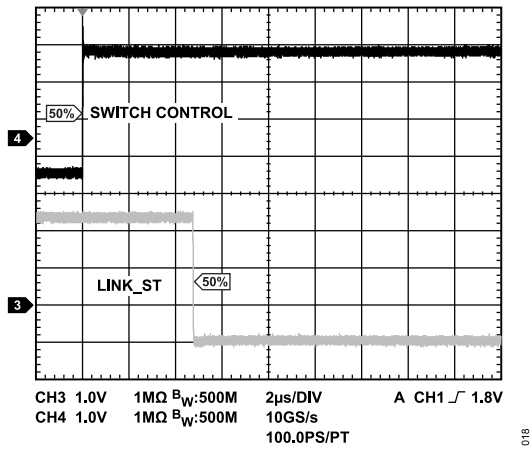 50% SWITCH CONTROL
4
LINK_ST 50%
3
CH3 1.0V 1MΩ BW:500M 2µs/DIV A CH1 1.8V
CH4 1.0V 1MΩ BW:500M 10GS/s
100.0PS/PT
018